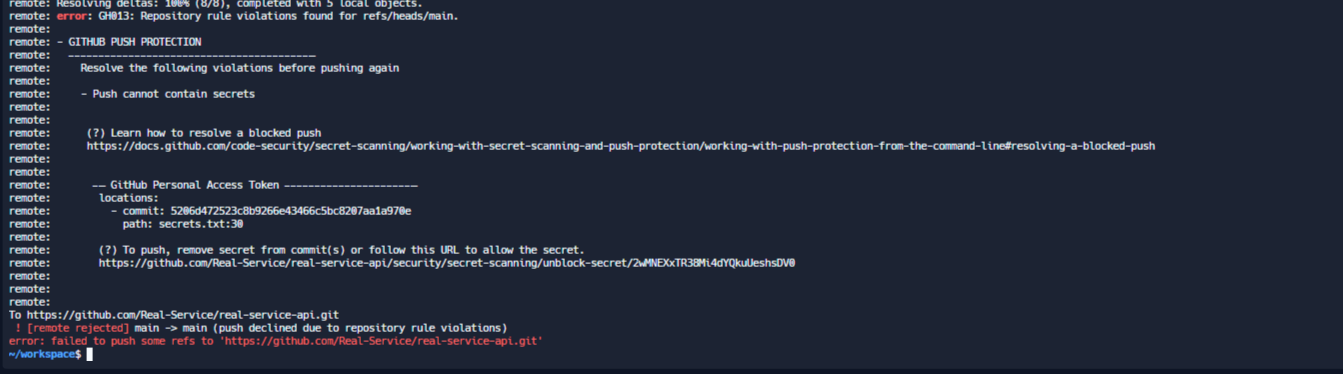 remote: Resolving deltas: 100% (8/8), completed with 5 local objects.
remote: error: GH013: Repository rule violations found for refs/heads/main.
remote:
remote: - GITHUB PUSH PROTECTION
remote:   —————————————————————————————————————————
remote:     Resolve the following violations before pushing again
remote:
remote:     - Push cannot contain secrets
remote:
remote:
remote:      (?) Learn how to resolve a blocked push
remote:      https://docs.github.com/code-security/secret-scanning/working-with-secret-scanning-and-push-protection/working-with-push-protection-from-the-command-line#resolving-a-blocked-push
remote:
remote:
remote:       —— GitHub Personal Access Token ——————————————————————
remote:        locations:
remote:          - commit: 5206d472523c8b9266e43466c5bc8207aa1a970e
remote:            path: secrets.txt:30
remote:
remote:        (?) To push, remove secret from commit(s) or follow this URL to allow the secret.
remote:        https://github.com/Real-Service/real-service-api/security/secret-scanning/unblock-secret/2wMNEXxTR38Mi4dYQkuUeshsDV0
remote:
remote:
remote:
To https://github.com/Real-Service/real-service-api.git
 ! [remote rejected] main -> main (push declined due to repository rule violations)
error: failed to push some refs to 'https://github.com/Real-Service/real-service-api.git'
~/workspace$